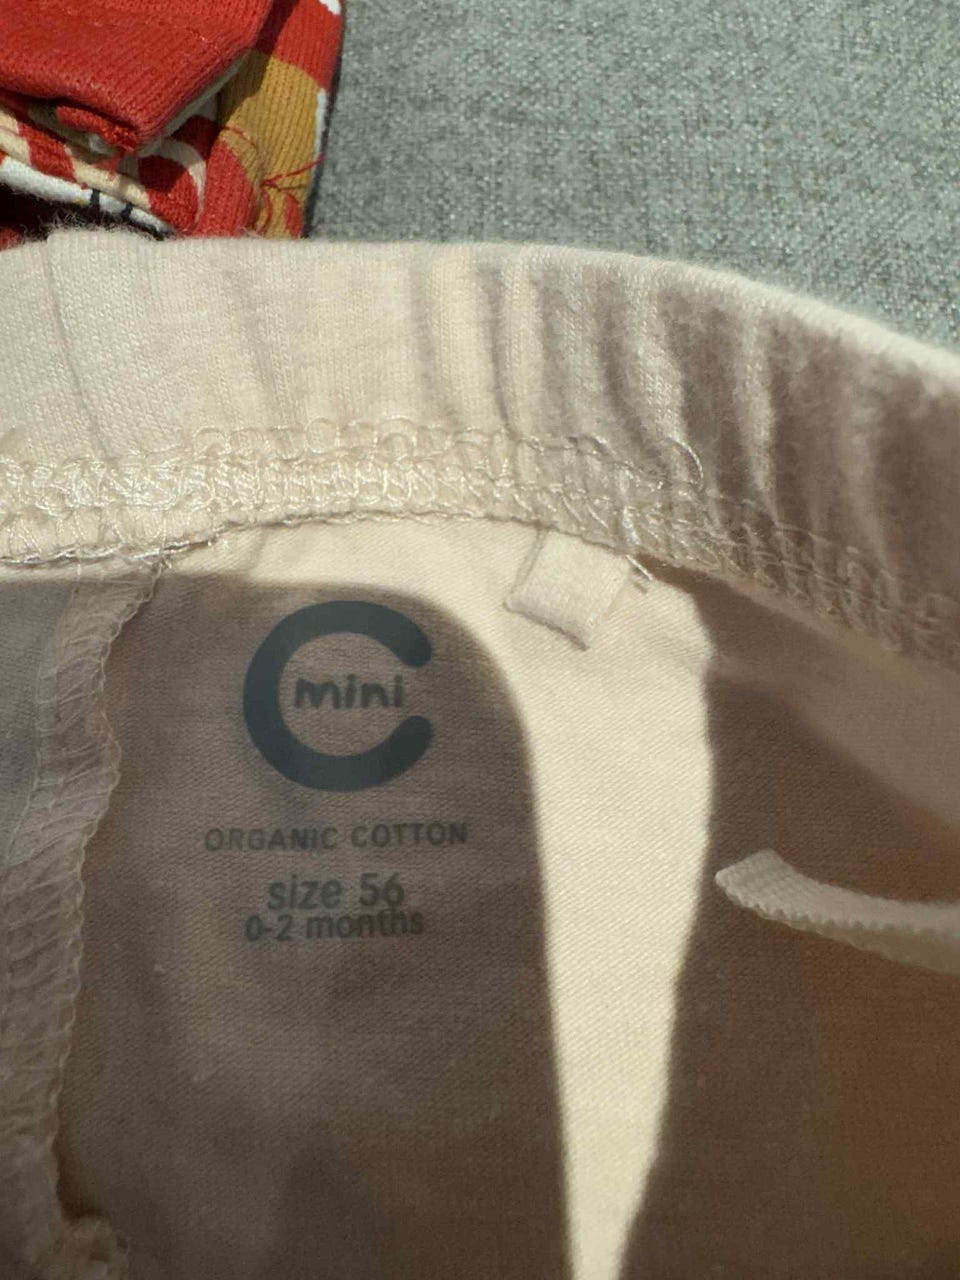 mini
ORGANIC COTTON
size 56
0-2 months